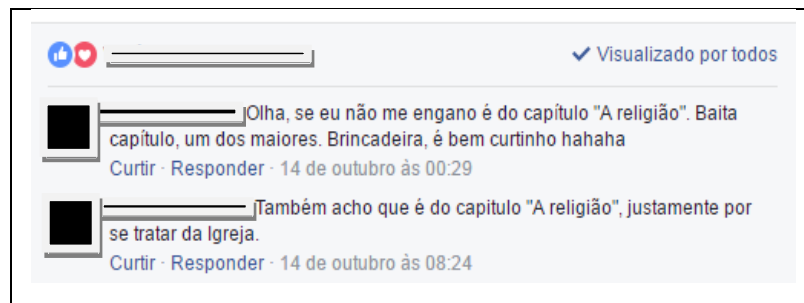 Visualizado por todos
Olha, se eu não me engano é do capítulo "A religião". Baita
capítulo, um dos maiores. Brincadeira, é bem curtinho hahaha
Curtir · Responder · 14 de outubro às 00:29
Também acho que é do capitulo "A religião", justamente por
se tratar da Igreja.
Curtir · Responder · 14 de outubro às 08:24